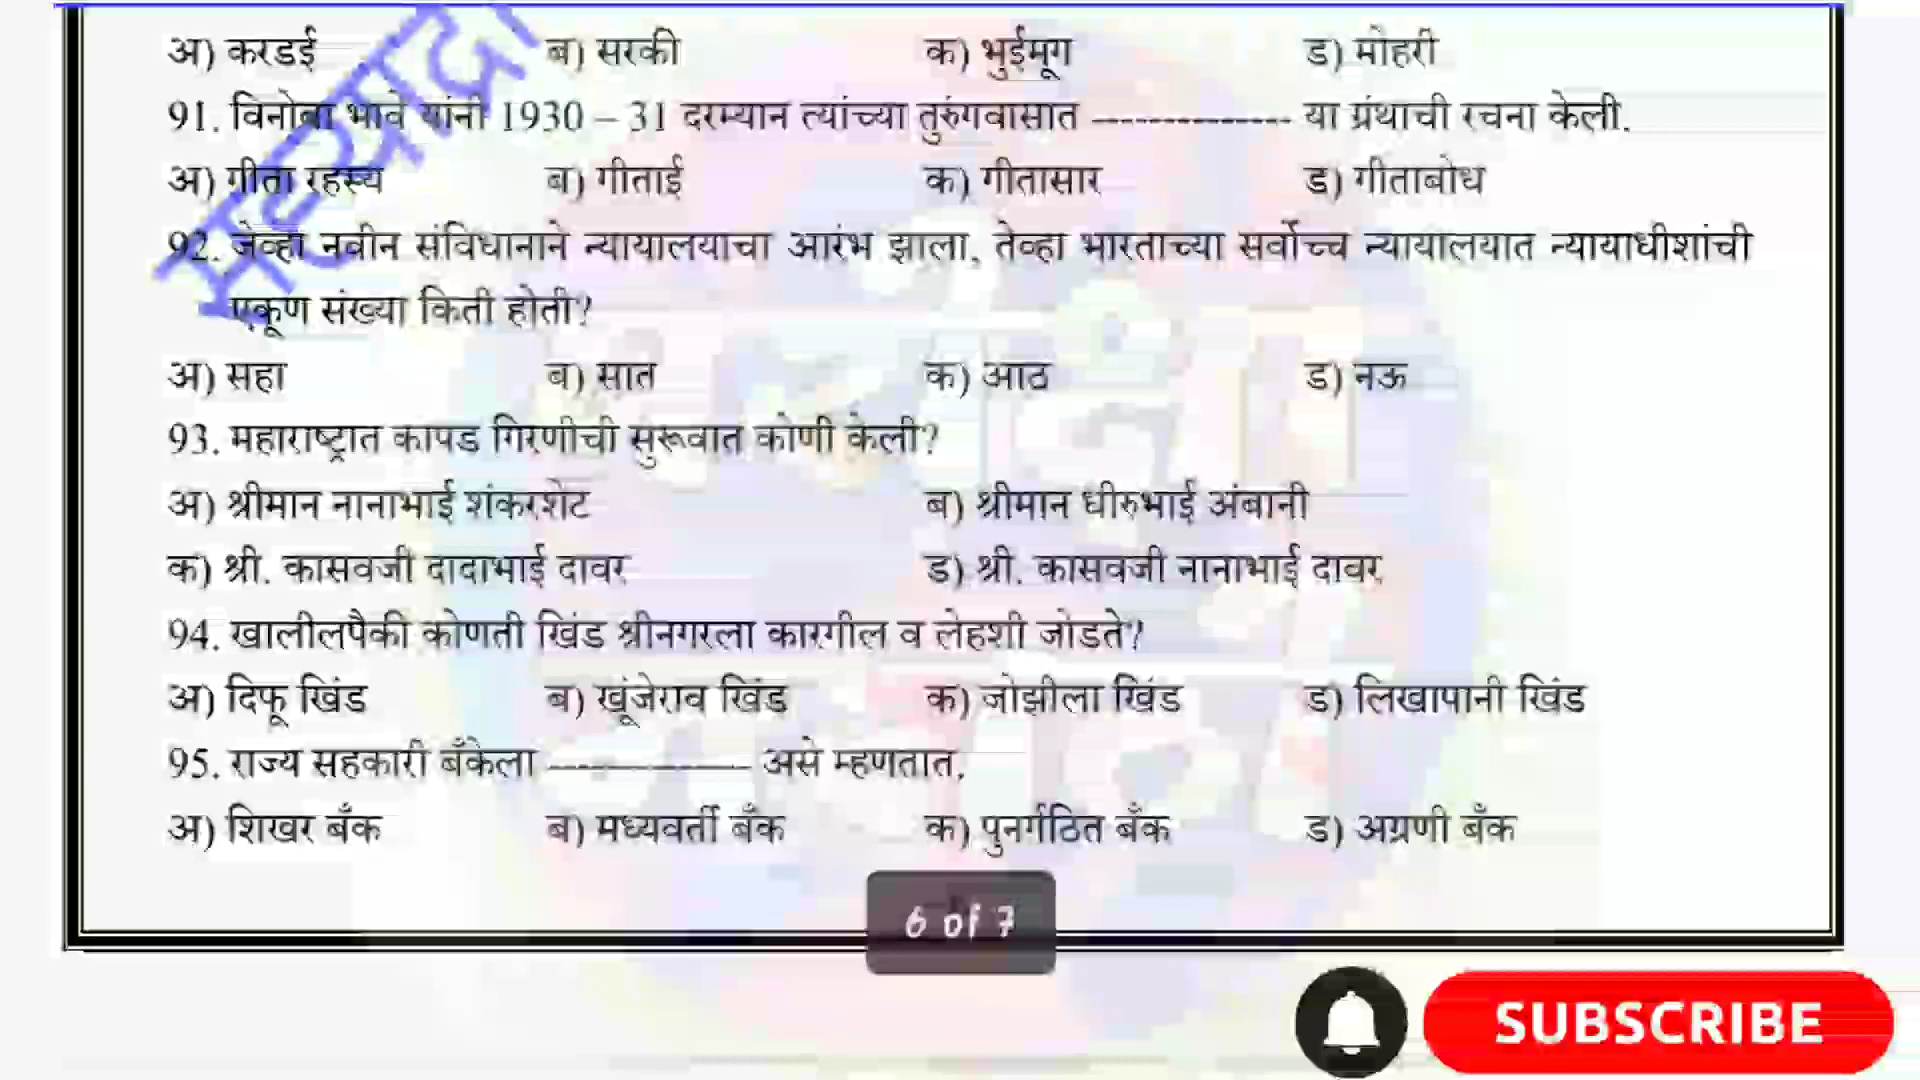 अ) करडई ब) सरकी क) भुईमूग ड) मोहरी
91. विनोबा भावे यांनी 1930 – 31 दरम्यान त्यांच्या तुरुंगवासात -------------- या ग्रंथाची रचना केली.
अ) गीता रहस्य ब) गीताई क) गीतासार ड) गीताबोध
92. जेव्हा नवीन संविधानाने न्यायालयाचा आरंभ झाला, तेव्हा भारताच्या सर्वोच्च न्यायालयात न्यायाधीशांची
एकूण संख्या किती होती?
अ) सहा ब) सात क) आठ ड) नऊ
93. महाराष्ट्रात कापड गिरणीची सुरूवात कोणी केली?
अ) श्रीमान नानाभाई शंकरशेट ब) श्रीमान धीरुभाई अंबानी
क) श्री. कासवजी दादाभाई दावर ड) श्री. कासवजी नानाभाई दावर
94. खालीलपैकी कोणती खिंड श्रीनगरला कारगील व लेहशी जोडते?
अ) दिफू खिंड ब) खूंजेराव खिंड क) जोझीला खिंड ड) लिखापानी खिंड
95. राज्य सहकारी बँकेला -------------- असे म्हणतात.
अ) शिखर बँक ब) मध्यवर्ती बँक क) पुनर्गठित बँक ड) अग्रणी बँक
6 of 7
SUBSCRIBE